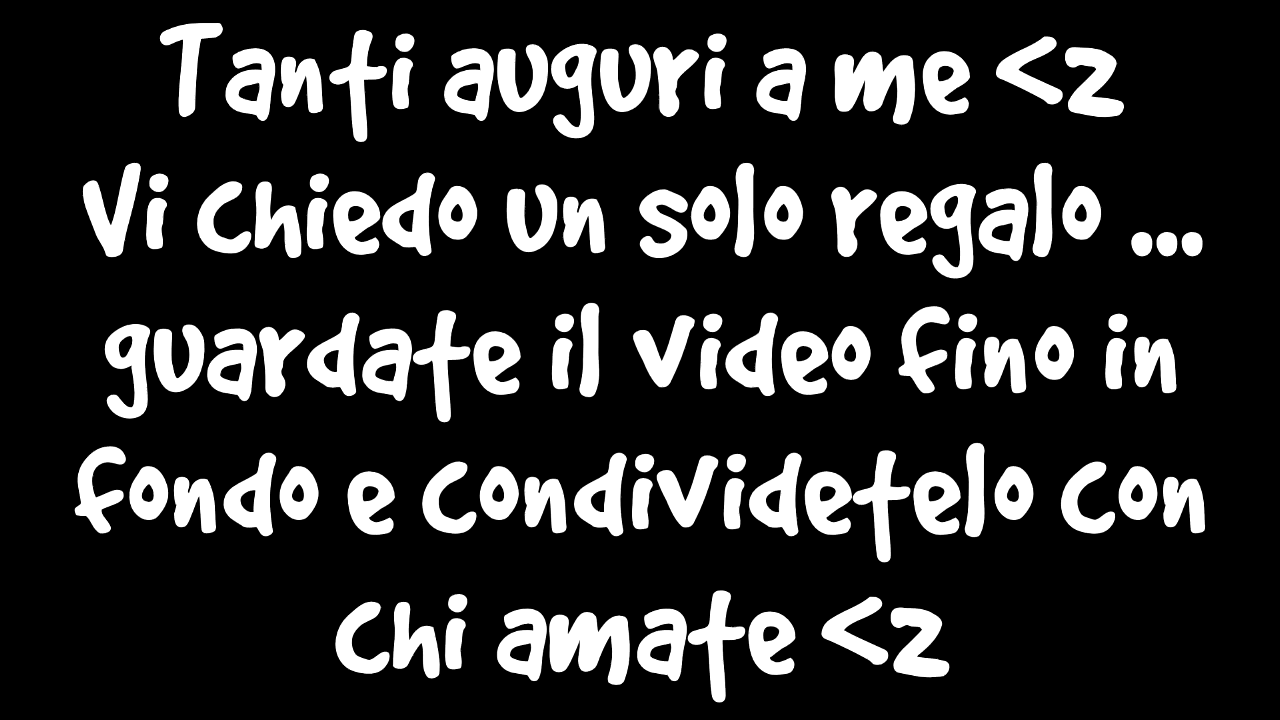 Tanti auguri a me <z
Vi chiedo un solo regalo ...
guardate il video fino in
fondo e condividetelo con
chi amate <z